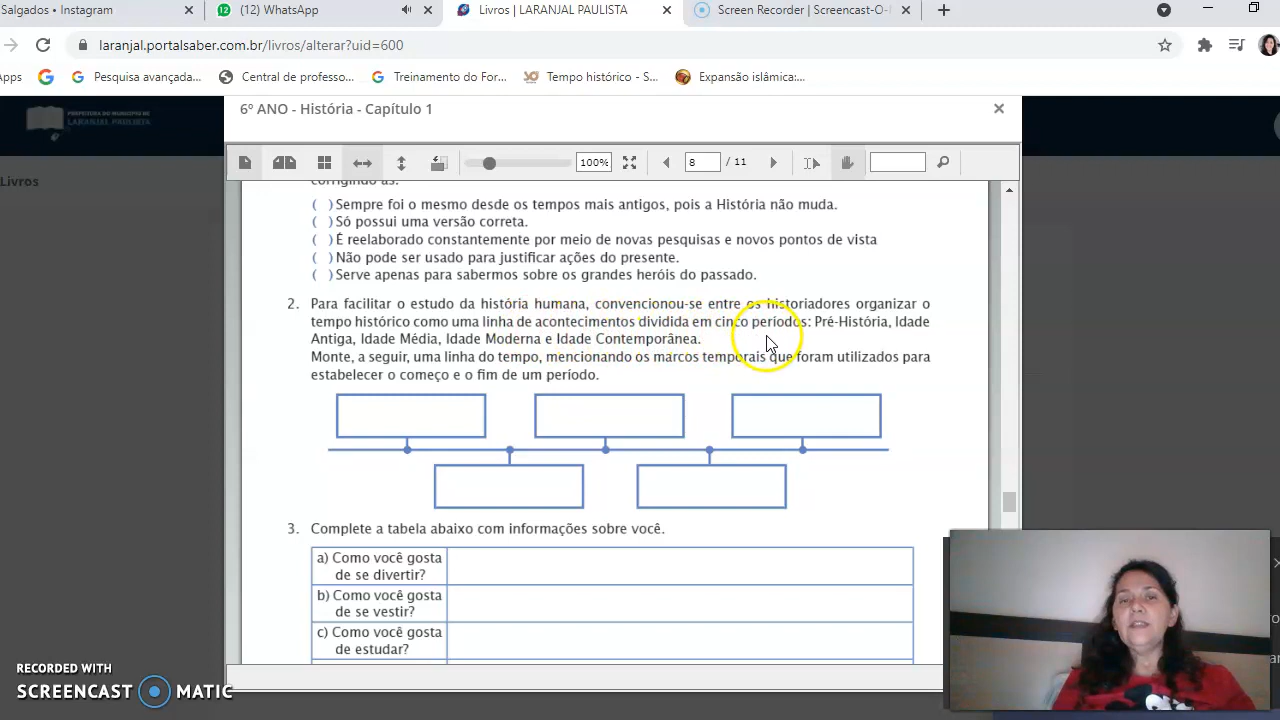 Salgados • Instagram
(12) WhatsApp
Livros | LARANJAL PAULISTA
Screen Recorder | Screencast-O-
laranjal.portalsaber.com.br/livros/alterar?uid=600
Apps
Pesquisa avançada...
Central de professo...
Treinamento do For...
Tempo histórico - S...
Expansão islâmica:...
PREFEITURA DO MUNICÍPIO DE
LARANJAL PAULISTA
Livros
6º ANO - História - Capítulo 1
100%
8 / 11
corrigindo as.
( ) Sempre foi o mesmo desde os tempos mais antigos, pois a História não muda.
( ) Só possui uma versão correta.
( ) É reelaborado constantemente por meio de novas pesquisas e novos pontos de vista
( ) Não pode ser usado para justificar ações do presente.
( ) Serve apenas para sabermos sobre os grandes heróis do passado.
2. Para facilitar o estudo da história humana, convencionou-se entre os historiadores organizar o
tempo histórico como uma linha de acontecimentos dividida em cinco períodos: Pré-História, Idade
Antiga, Idade Média, Idade Moderna e Idade Contemporânea.
Monte, a seguir, uma linha do tempo, mencionando os marcos temporais que foram utilizados para
estabelecer o começo e o fim de um período.
3. Complete a tabela abaixo com informações sobre você.
a) Como você gosta
de se divertir?
b) Como você gosta
de se vestir?
c) Como você gosta
de estudar?
RECORDED WITH
SCREENCAST MATIC